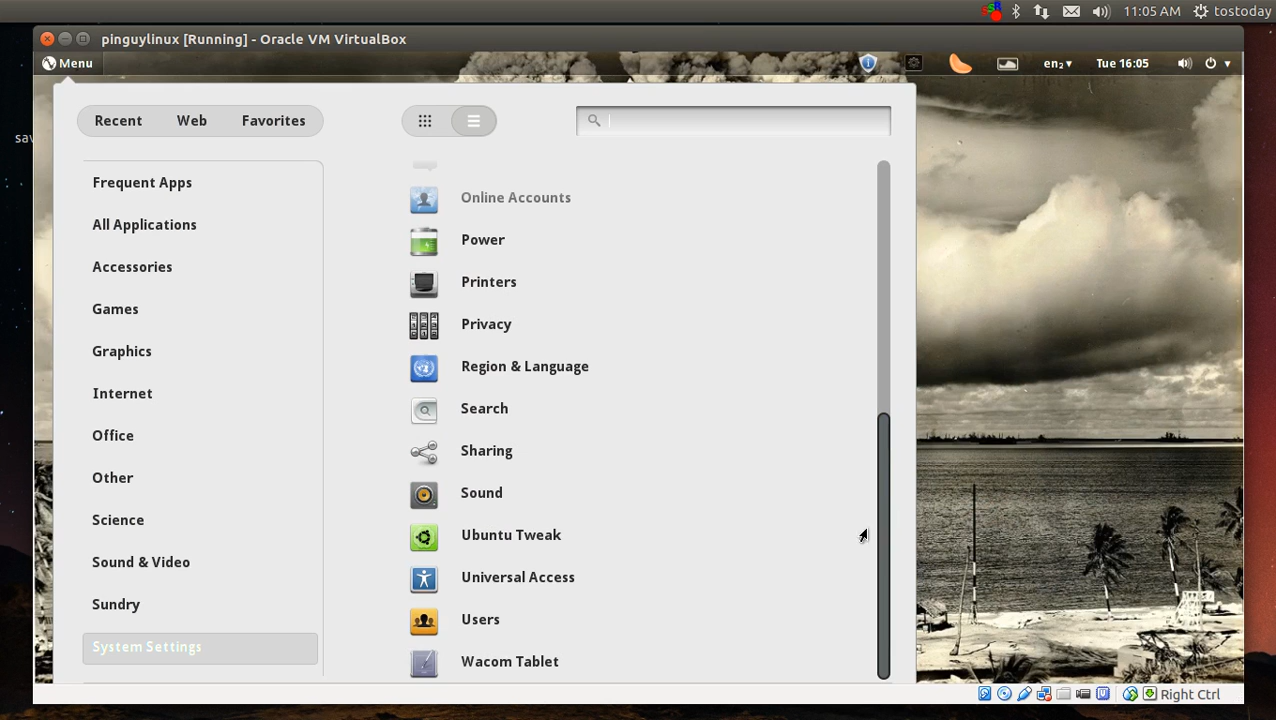 11:05 AM tostoday
pinguylinux [Running] - Oracle VM VirtualBox
Menu en₂ Tue 16:05
Recent Web Favorites
sav
Frequent Apps
All Applications
Accessories
Games
Graphics
Internet
Office
Other
Science
Sound & Video
Sundry
System Settings
Online Accounts
Power
Printers
Privacy
Region & Language
Search
Sharing
Sound
Ubuntu Tweak
Universal Access
Users
Wacom Tablet
Right Ctrl